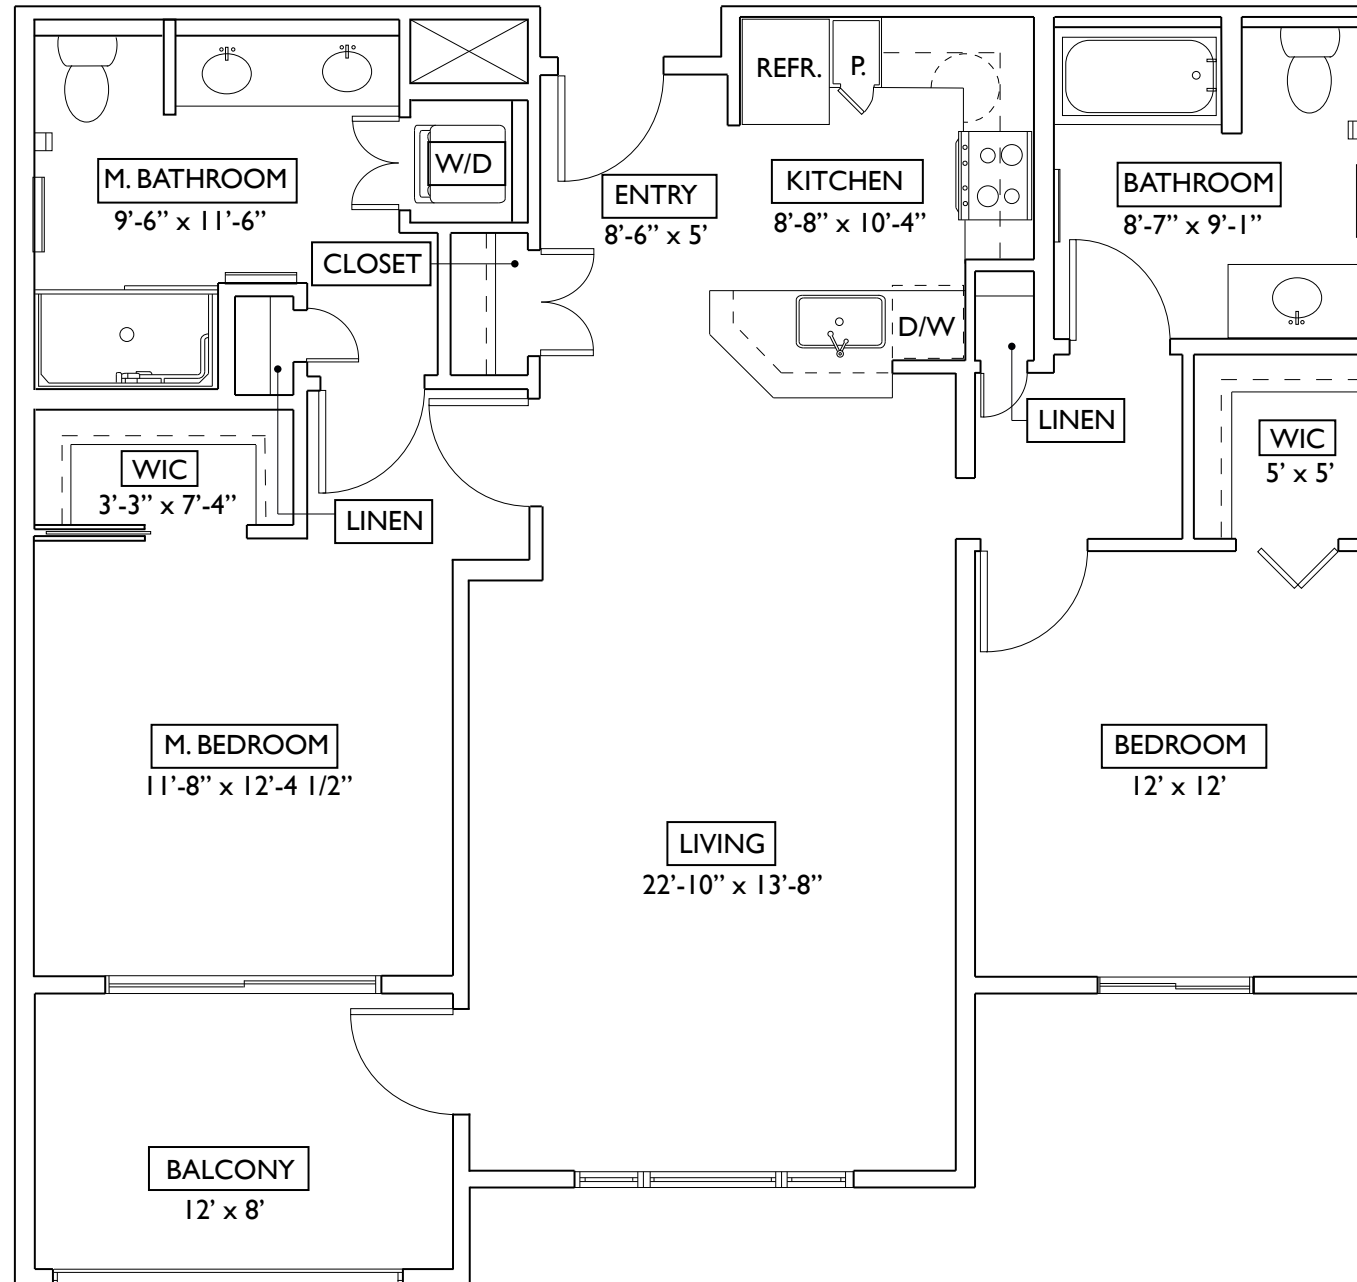 REFR.
P.
M. BATHROOM
9'-6” x 11'-6”
W/D
ENTRY
8'-6” x 5'
KITCHEN
8'-8” x 10'-4”
BATHROOM
8'-7” x 9'-1”
CLOSET
D/W
LINEN
WIC
5' x 5'
WIC
3'-3” x 7'-4”
LINEN
M. BEDROOM
11'-8” x 12'-4 1/2”
BEDROOM
12' x 12'
LIVING
22'-10” x 13'-8”
BALCONY
12' x 8'